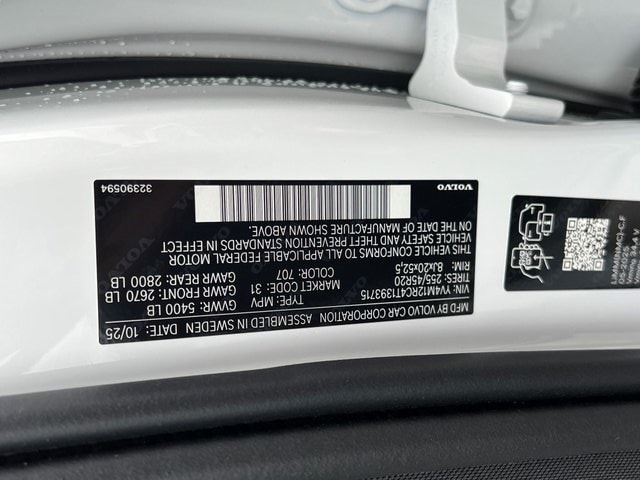 MFD BY VOLVO CAR CORPORATION
ASSEMBLED IN SWEDEN DATE: 10/25
VIN: YV4M12RC4T1393715
GVWR: 5400 LB
TIRES: 255/45R20
TYPE: MPV
GAWR FRONT: 2670 LB
RIM: 8Jx20x52,5
MARKET CODE: 31
GAWR REAR: 2800 LB
COLOR: 707
THIS VEHICLE CONFORMS TO ALL APPLICABLE FEDERAL MOTOR
VEHICLE SAFETY AND THEFT PREVENTION STANDARDS IN EFFECT
ON THE DATE OF MANUFACTURE SHOWN ABOVE.
VOLVO
32390594